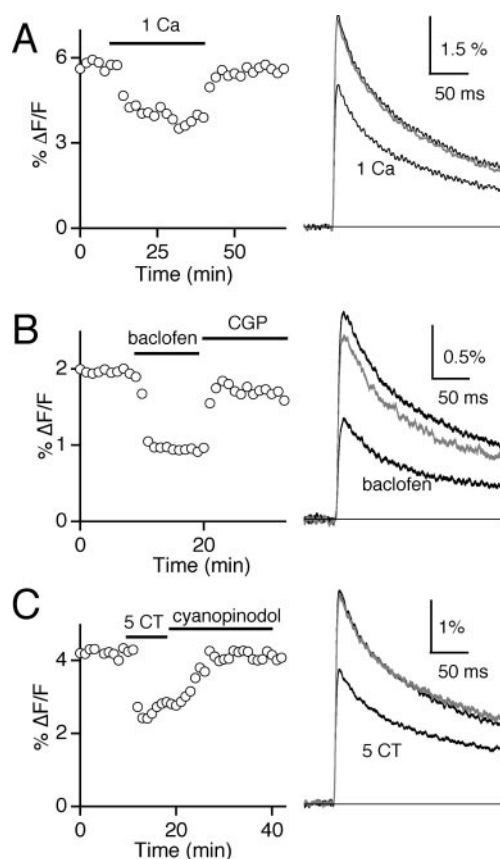 A
1 Ca
6
3
0
% ΔF/F
25
50
Time (min)
1.5 %
50 ms
1 Ca
B
baclofen
CGP
2
1
0
% ΔF/F
0
20
Time (min)
0.5%
50 ms
baclofen
C
5 CT
cyanopinodol
4
2
0
% ΔF/F
0
20
40
Time (min)
1%
50 ms
5 CT